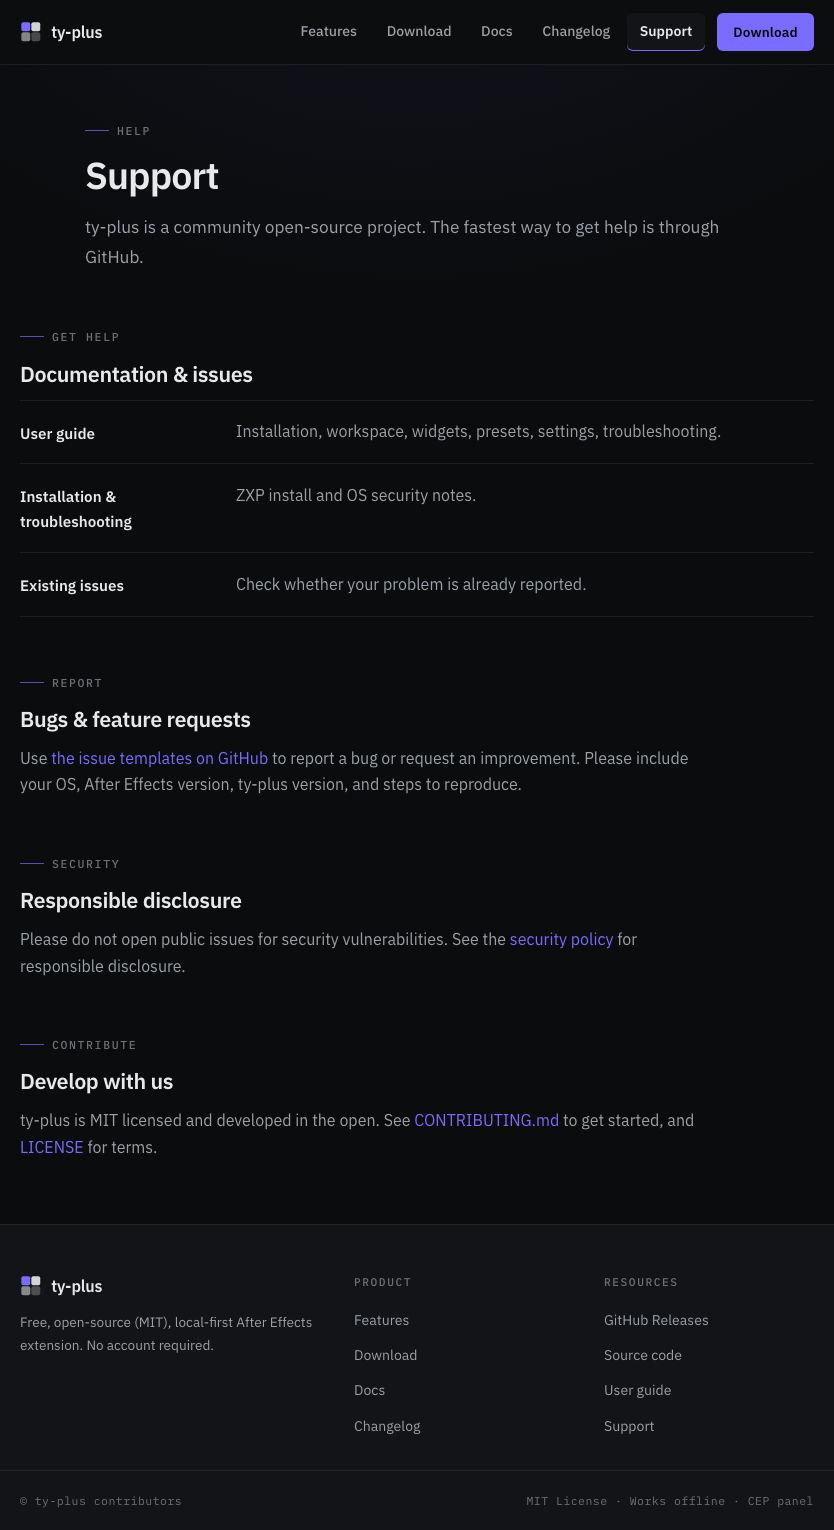 ty-plus
Features
Download
Docs
Changelog
Support
Download
HELP
Support
ty-plus is a community open-source project. The fastest way to get help is through
GitHub.
GET HELP
Documentation & issues
User guide
Installation, workspace, widgets, presets, settings, troubleshooting.
Installation &
troubleshooting
ZXP install and OS security notes.
Existing issues
Check whether your problem is already reported.
REPORT
Bugs & feature requests
Use the issue templates on GitHub to report a bug or request an improvement. Please include
your OS, After Effects version, ty-plus version, and steps to reproduce.
SECURITY
Responsible disclosure
Please do not open public issues for security vulnerabilities. See the security policy for
responsible disclosure.
CONTRIBUTE
Develop with us
ty-plus is MIT licensed and developed in the open. See CONTRIBUTING.md to get started, and
LICENSE for terms.
ty-plus
Free, open-source (MIT), local-first After Effects
extension. No account required.
PRODUCT
Features
Download
Docs
Changelog
RESOURCES
GitHub Releases
Source code
User guide
Support
© ty-plus contributors
MIT License · Works offline · CEP panel